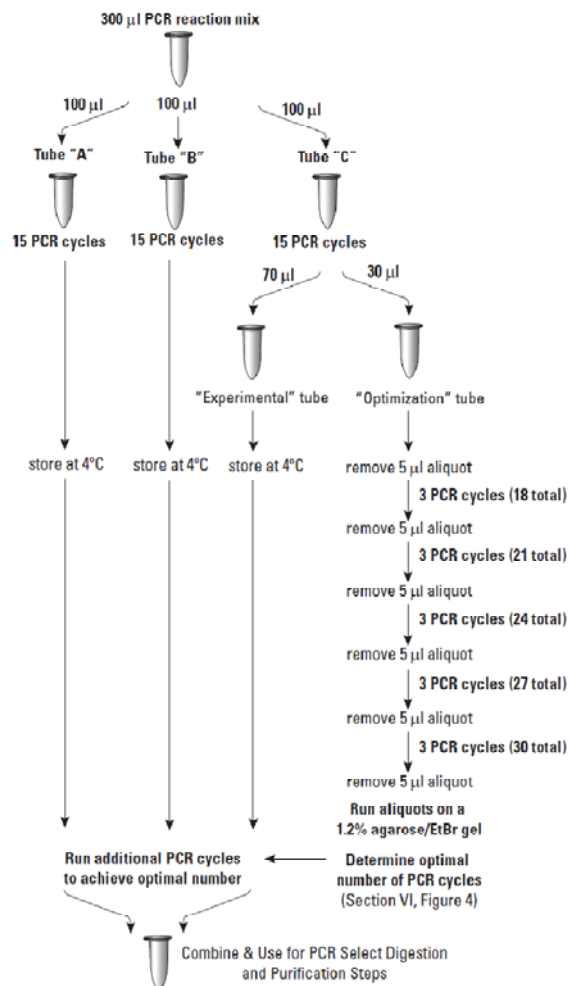 300 µl PCR reaction mix
100 µl
100 µl
100 µl
Tube "A"
Tube "B"
Tube "C"
15 PCR cycles
15 PCR cycles
15 PCR cycles
70 µl
30 µl
"Experimental" tube
"Optimization" tube
store at 4°C
store at 4°C
store at 4°C
remove 5 µl aliquot
3 PCR cycles (18 total)
remove 5 µl aliquot
3 PCR cycles (21 total)
remove 5 µl aliquot
3 PCR cycles (24 total)
remove 5 µl aliquot
3 PCR cycles (27 total)
remove 5 µl aliquot
3 PCR cycles (30 total)
remove 5 µl aliquot
Run aliquots on a
1.2% agarose/EtBr gel
Run additional PCR cycles
to achieve optimal number
Determine optimal
number of PCR cycles
(Section VI, Figure 4)
Combine & Use for PCR Select Digestion
and Purification Steps